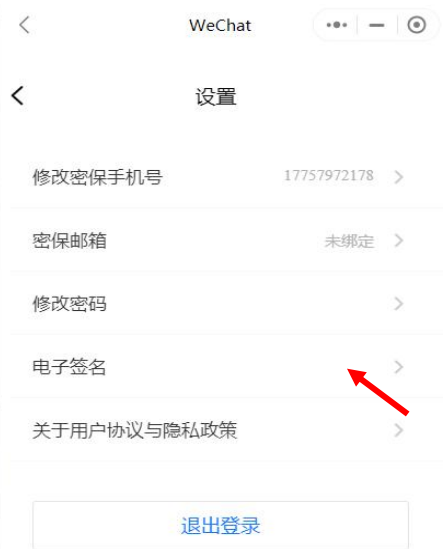 WeChat
设置
修改密保手机号 17757972178
密保邮箱 未绑定
修改密码
电子签名
关于用户协议与隐私政策
退出登录